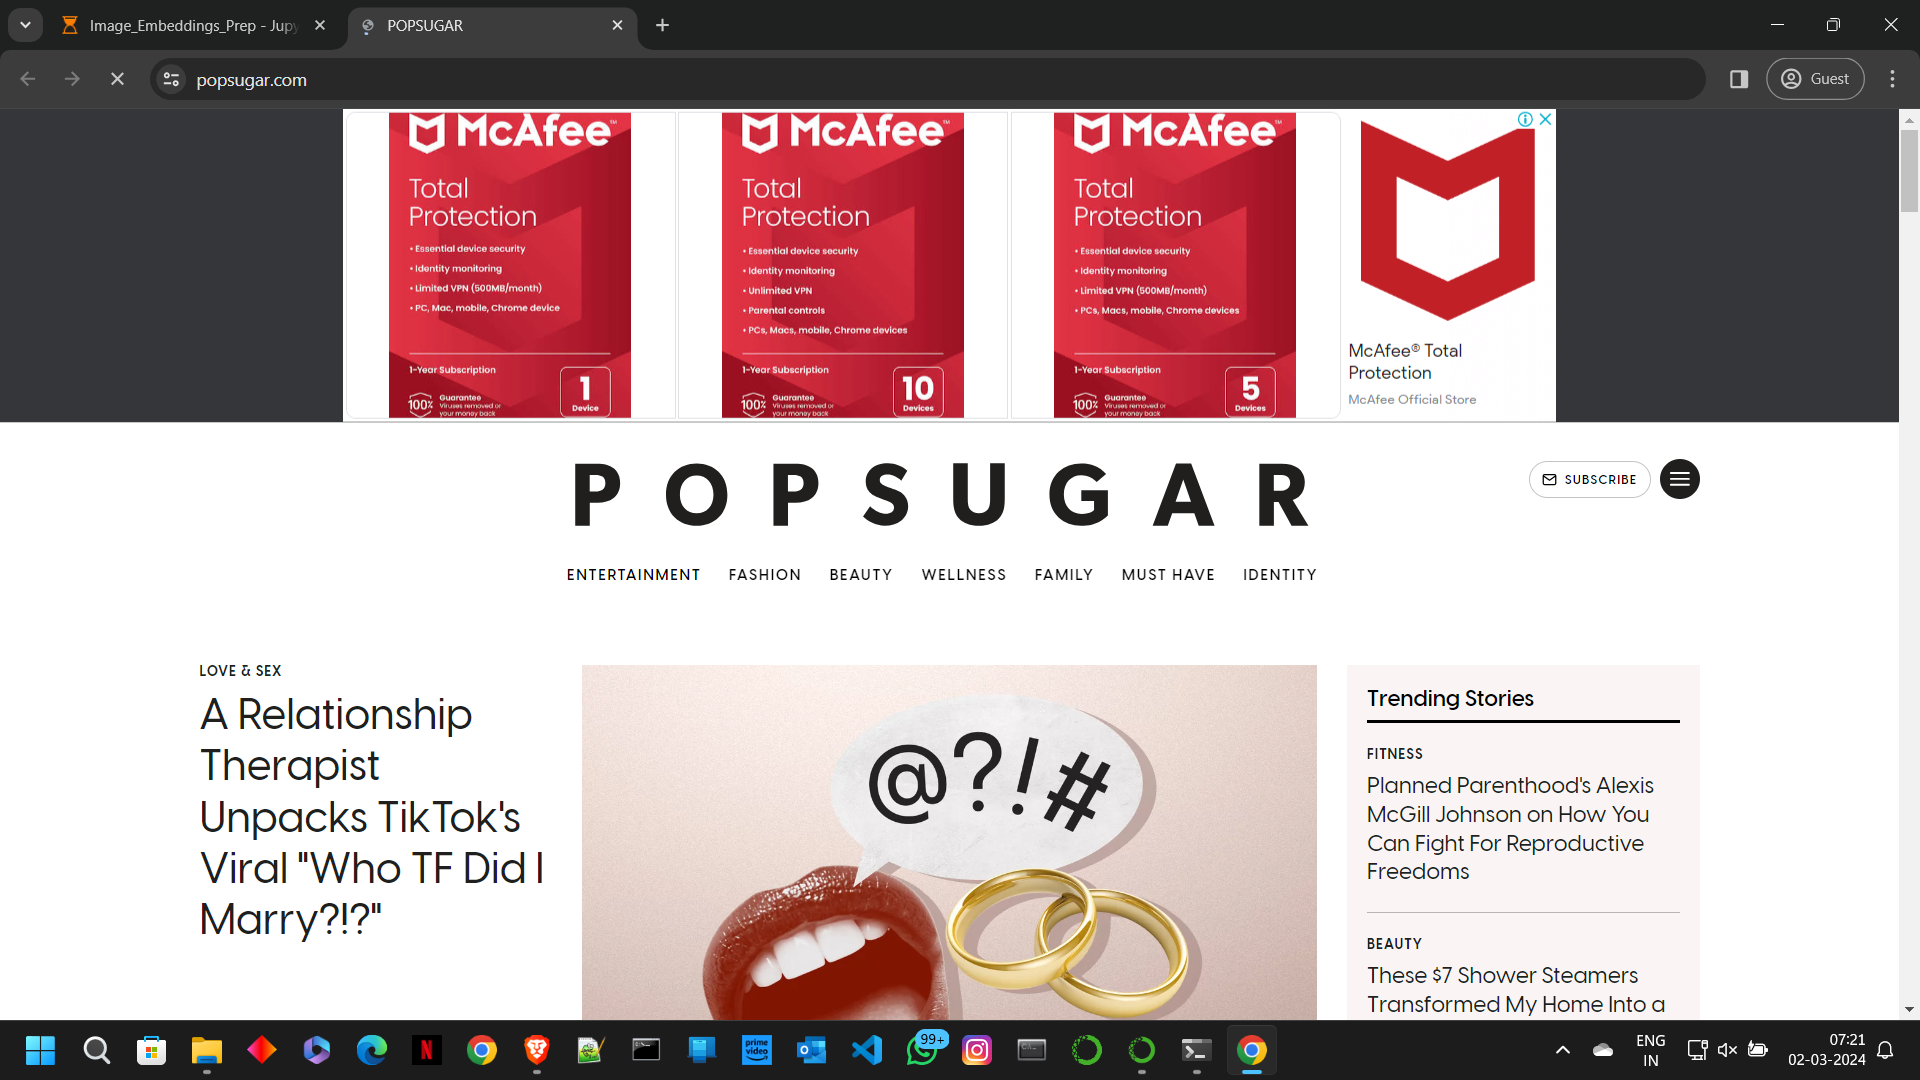 Image_Embeddings_Prep - Jupy
POPSUGAR
popsugar.com
Guest
McAfee™
Total
Protection
• Essential device security
• Identity monitoring
• Limited VPN (500MB/month)
• PC, Mac, mobile, Chrome device
1-Year Subscription
100%
Guarantee
Viruses removed or
your money back
1
Device
McAfee™
Total
Protection
• Essential device security
• Identity monitoring
• Unlimited VPN
• Parental controls
• PCs, Macs, mobile, Chrome devices
1-Year Subscription
100%
Guarantee
Viruses removed or
your money back
10
Devices
McAfee™
Total
Protection
• Essential device security
• Identity monitoring
• Limited VPN (500MB/month)
• PCs, Macs, mobile, Chrome devices
1-Year Subscription
100%
Guarantee
Viruses removed or
your money back
5
Devices
McAfee® Total
Protection
McAfee Official Store
POPSUGAR
SUBSCRIBE
ENTERTAINMENT FASHION BEAUTY WELLNESS FAMILY MUST HAVE IDENTITY
LOVE & SEX
A Relationship
Therapist
Unpacks TikTok's
Viral "Who TF Did I
Marry?!?"
@?!#
Trending Stories
FITNESS
Planned Parenthood's Alexis
McGill Johnson on How You
Can Fight For Reproductive
Freedoms
BEAUTY
These $7 Shower Steamers
Transformed My Home Into a
N
prime
video
99+
ENG
IN
07:21
02-03-2024